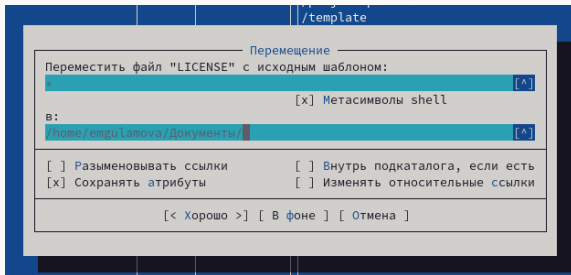 /template
Перемещение
Переместить файл "LICENSE" с исходным шаблоном:
* [^]
[x] Метасимволы shell
в:
/home/emgulamova/Документы/ [^]
[ ] Разыменовывать ссылки [ ] Внутрь подкаталога, если есть
[x] Сохранять атрибуты [ ] Изменять относительные ссылки
[< Хорошо >] [ В фоне ] [ Отмена ]